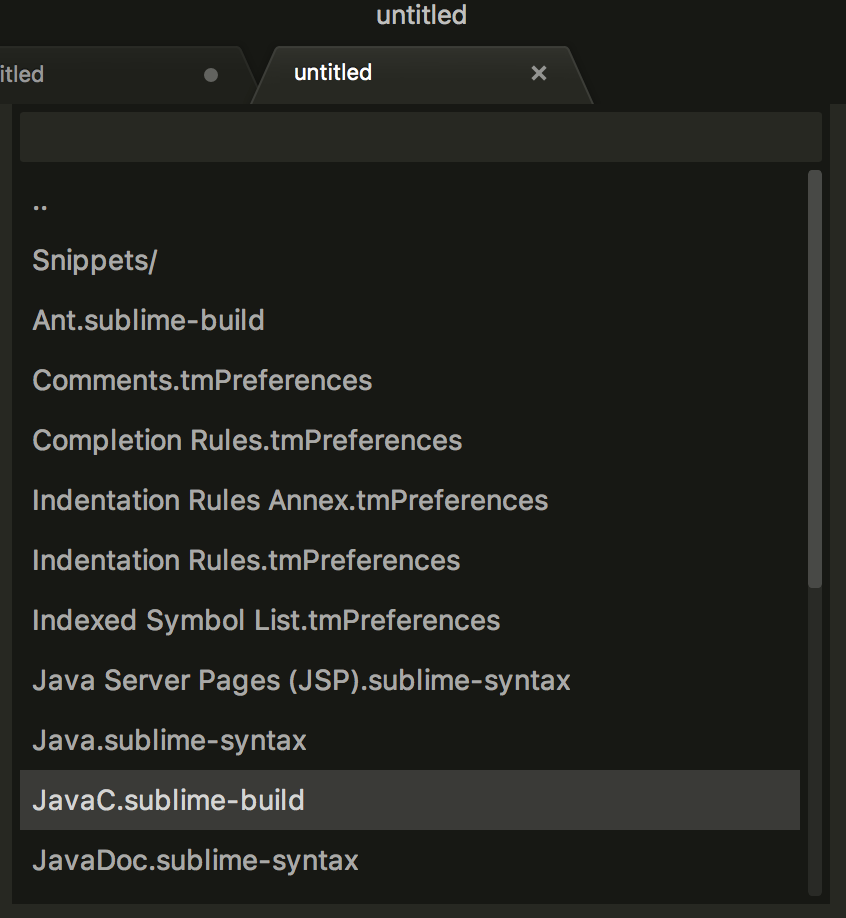 untitled
itled
untitled
..
Snippets/
Ant.sublime-build
Comments.tmPreferences
Completion Rules.tmPreferences
Indentation Rules Annex.tmPreferences
Indentation Rules.tmPreferences
Indexed Symbol List.tmPreferences
Java Server Pages (JSP).sublime-syntax
Java.sublime-syntax
JavaC.sublime-build
JavaDoc.sublime-syntax